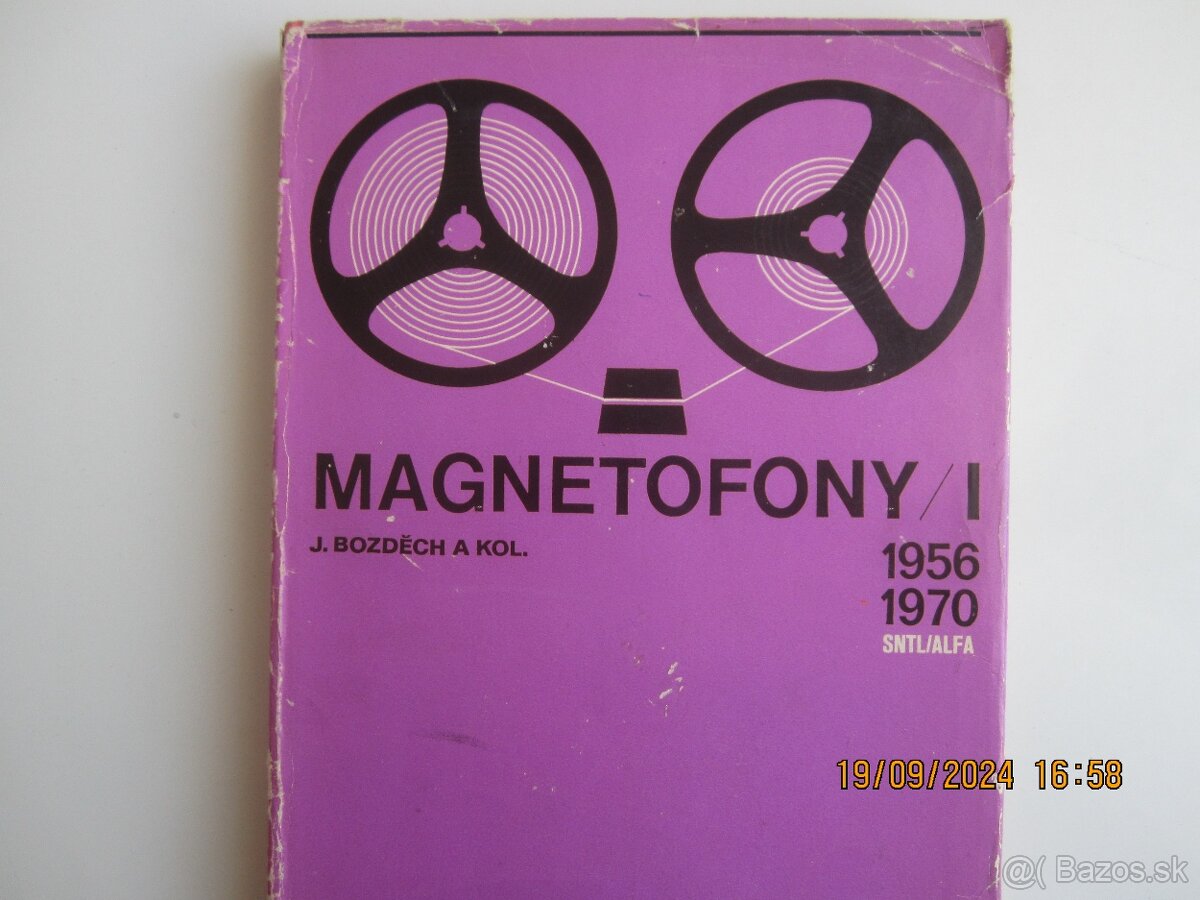 MAGNETOFONY/I
J. BOZDĚCH A KOL.
1956
1970
SNTL/ALFA
19/09/2024 16:58
@( Bazos.sk